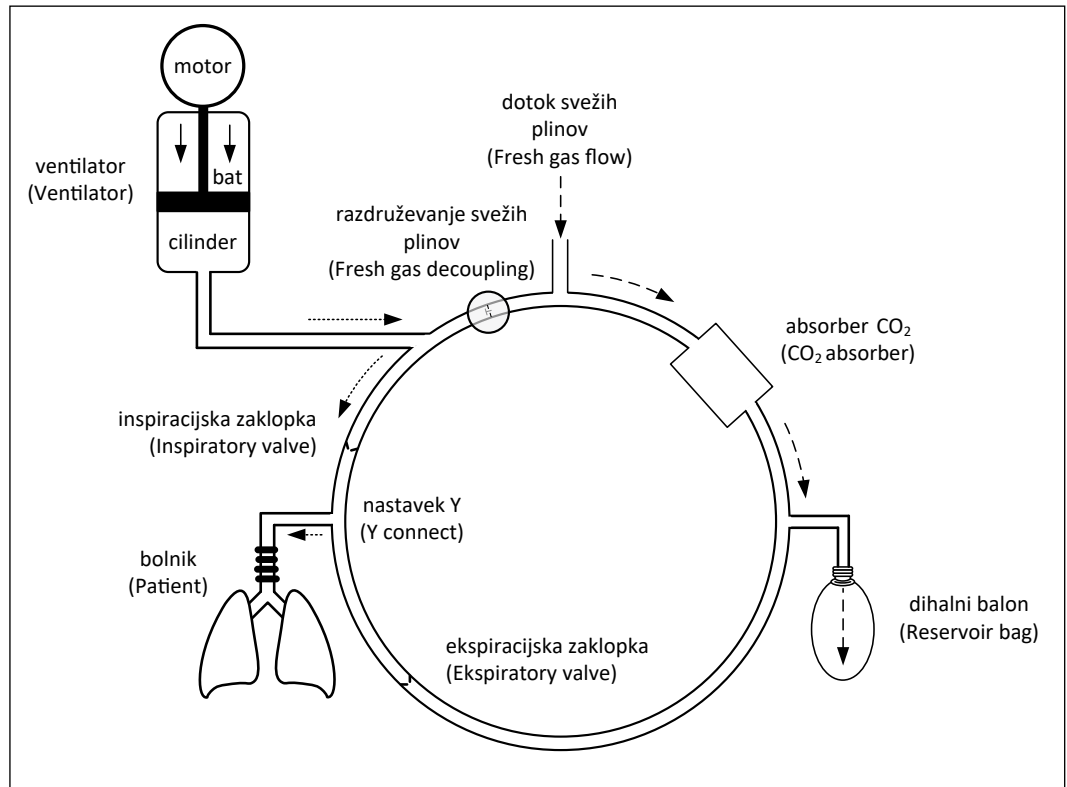 motor
ventilator
(Ventilator)
bat
cilinder
dotok svežih
plinov
(Fresh gas flow)
razdruževanje svežih
plinov
(Fresh gas decoupling)
absorber CO₂
(CO₂ absorber)
inspiracijska zaklopka
(Inspiratory valve)
nastavek Y
(Y connect)
bolnik
(Patient)
dihalni balon
(Reservoir bag)
ekspiracijska zaklopka
(Ekspiratory valve)